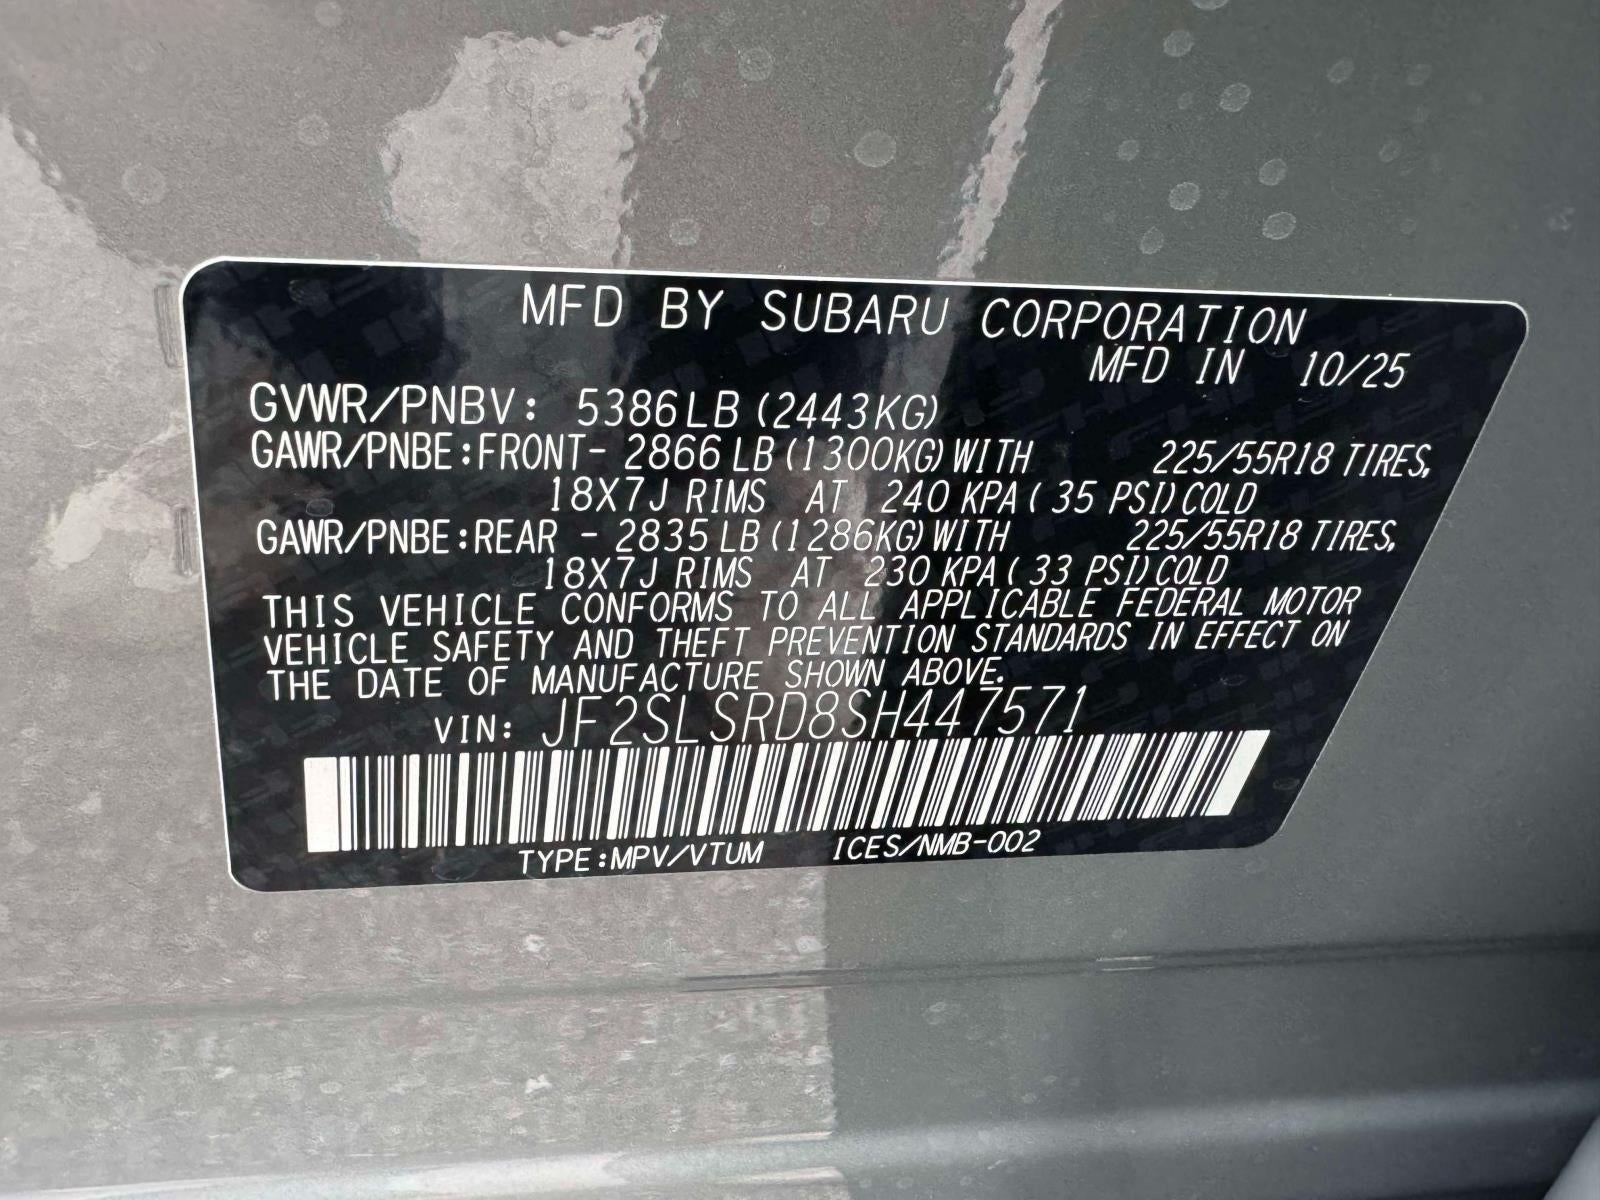 MFD BY SUBARU CORPORATION
MFD IN 10/25
GVWR/PNBV: 5386LB (2443KG)
GAWR/PNBE:FRONT- 2866 LB (1300KG) WITH 225/55R18 TIRES,
18X7J RIMS AT 240 KPA ( 35 PSI) COLD
GAWR/PNBE:REAR - 2835 LB (1286KG) WITH 225/55R18 TIRES,
18X7J RIMS AT 230 KPA ( 33 PSI) COLD
THIS VEHICLE CONFORMS TO ALL APPLICABLE FEDERAL MOTOR
VEHICLE SAFETY AND THEFT PREVENTION STANDARDS IN EFFECT ON
THE DATE OF MANUFACTURE SHOWN ABOVE.
VIN: JF2SLSRD8SH447571
TYPE:MPV/VTUM ICES/NMB-002